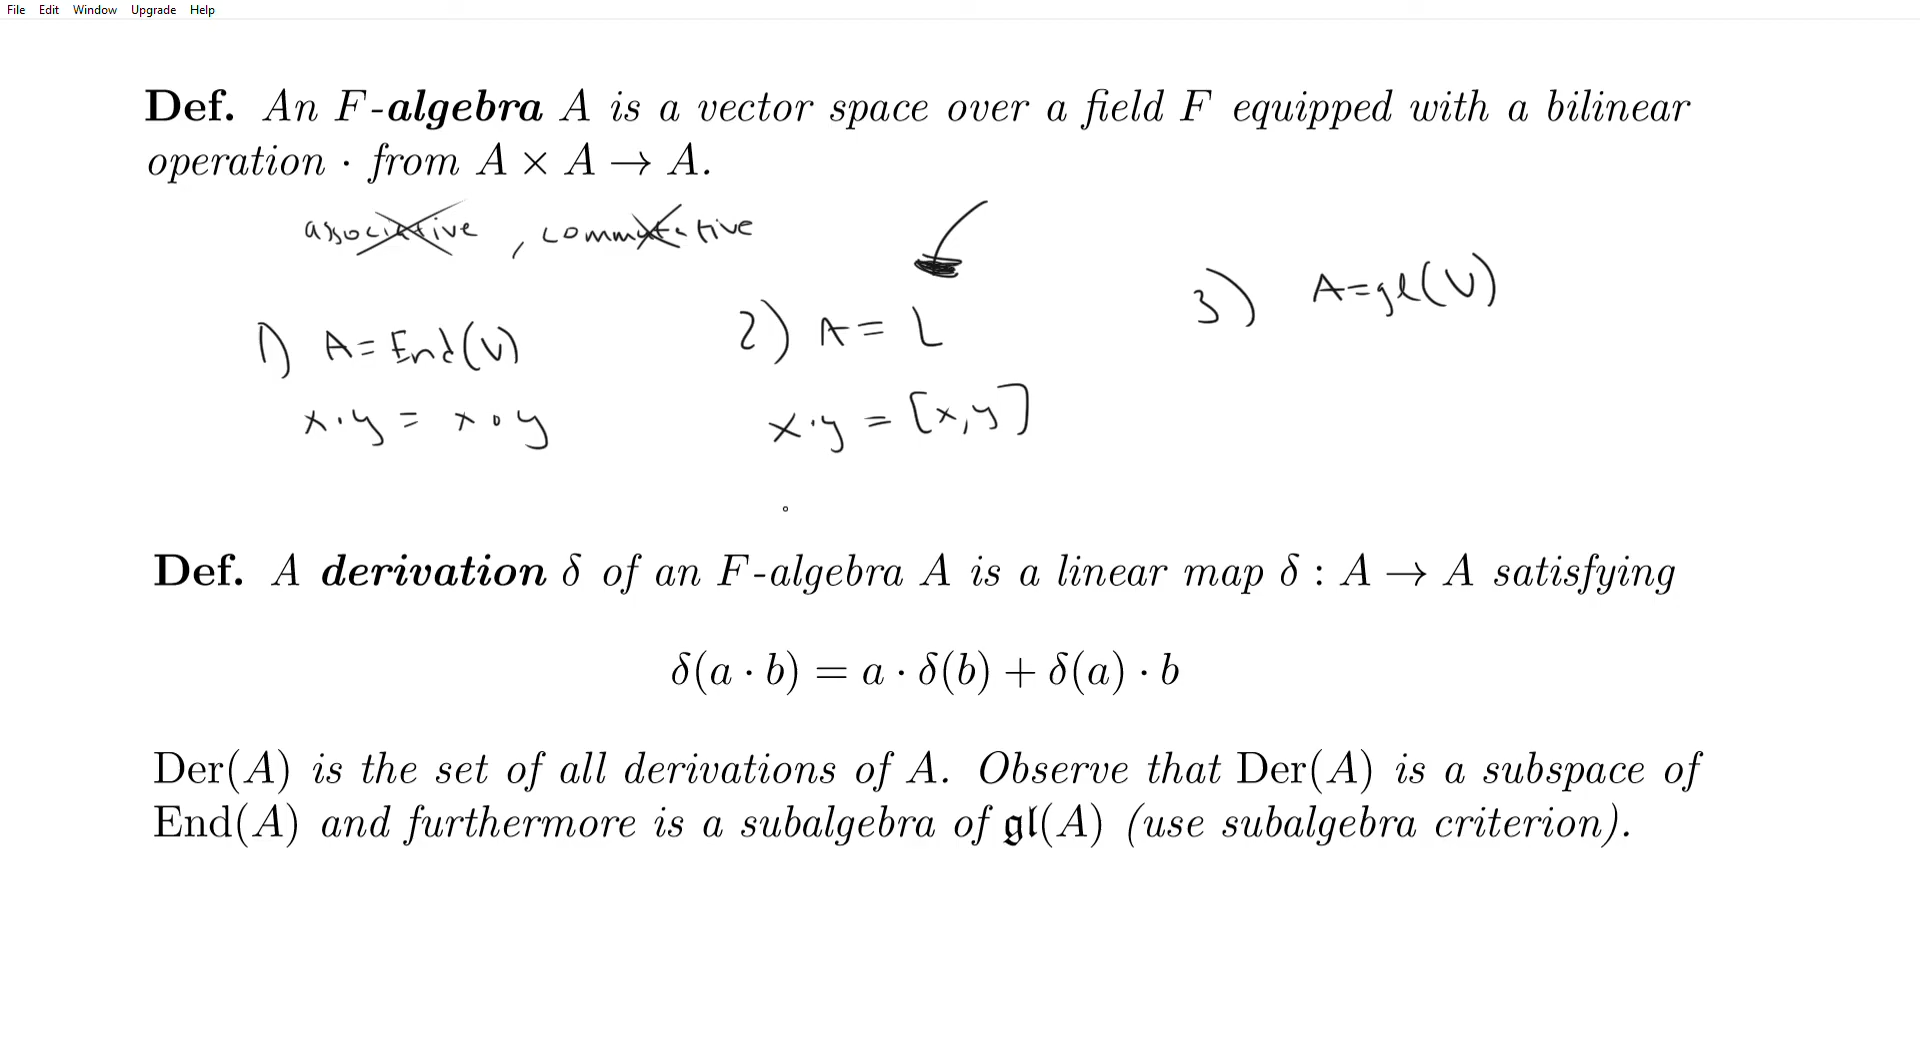 File Edit Window Upgrade Help
Def. An F-algebra A is a vector space over a field F equipped with a bilinear
operation · from A × A → A.
associative , commutative
1) A = End(V)
x·y = x∘y
2) A = L
x·y = [x,y]
3) A=gl(V)
Def. A derivation δ of an F-algebra A is a linear map δ : A → A satisfying
δ(a · b) = a · δ(b) + δ(a) · b
Der(A) is the set of all derivations of A. Observe that Der(A) is a subspace of
End(A) and furthermore is a subalgebra of 𝔤𝔩(A) (use subalgebra criterion).